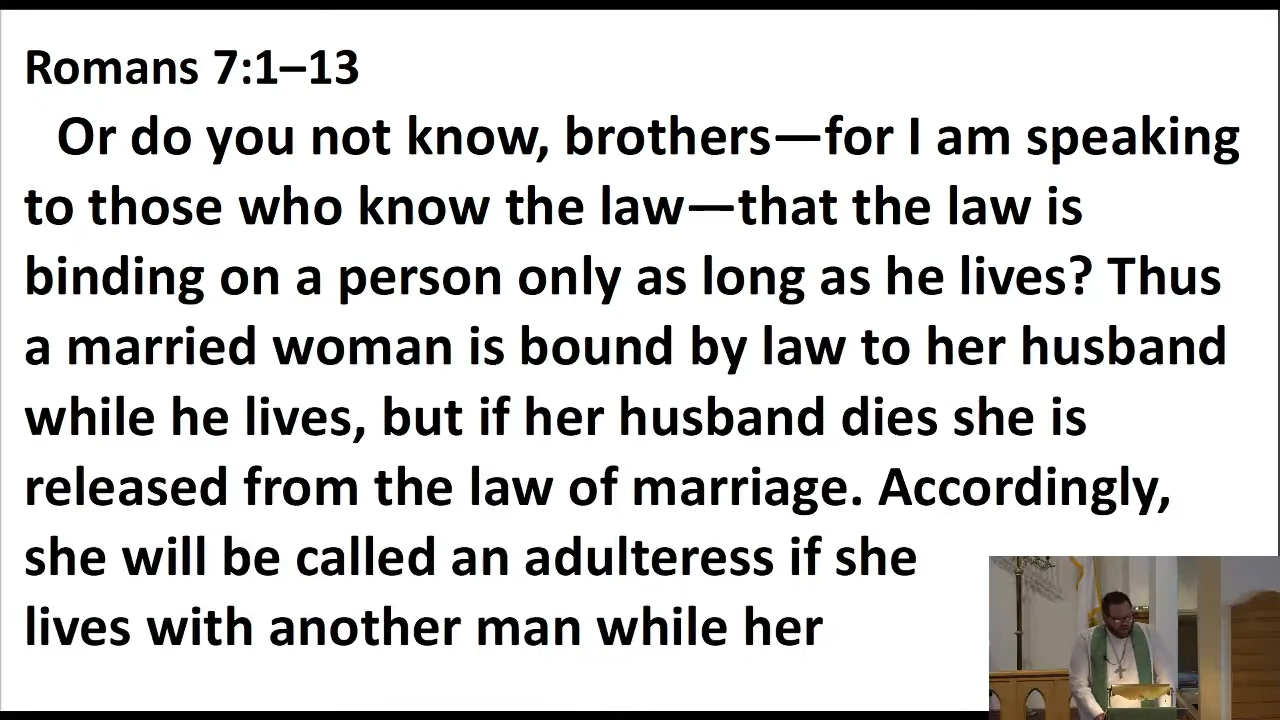 Romans 7:1–13
Or do you not know, brothers—for I am speaking
to those who know the law—that the law is
binding on a person only as long as he lives? Thus
a married woman is bound by law to her husband
while he lives, but if her husband dies she is
released from the law of marriage. Accordingly,
she will be called an adulteress if she
lives with another man while her